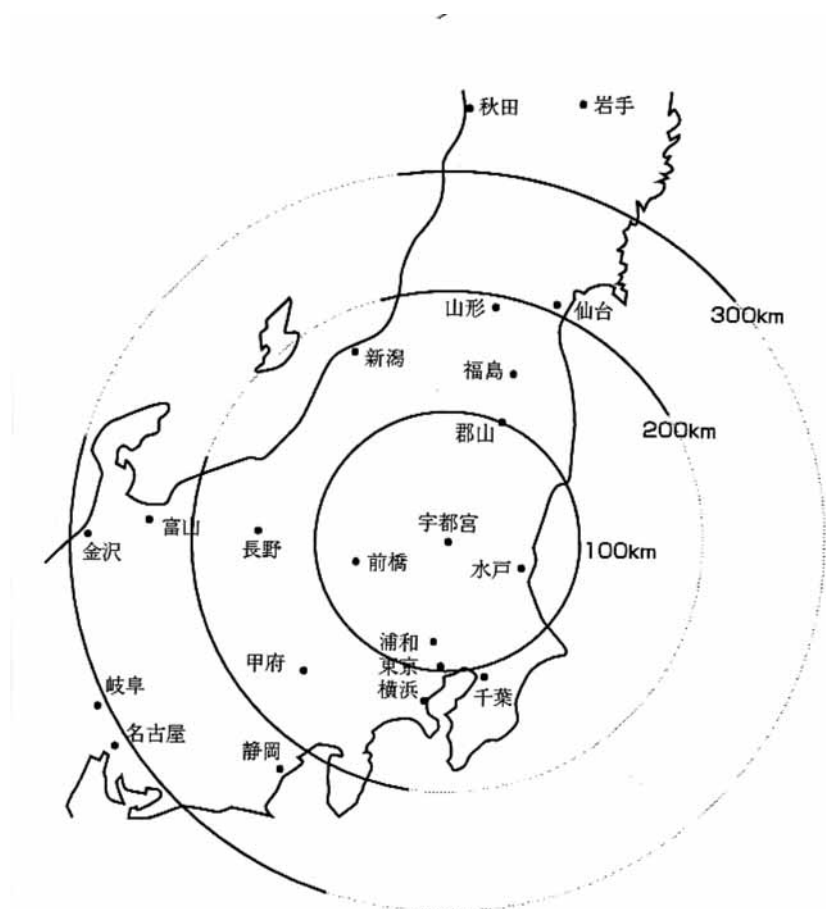 秋田
岩手
300km
山形
仙台
新潟
福島
200km
郡山
宇都宮
富山
金沢
長野
前橋
水戸
100km
浦和
東京
横浜
千葉
甲府
岐阜
名古屋
静岡